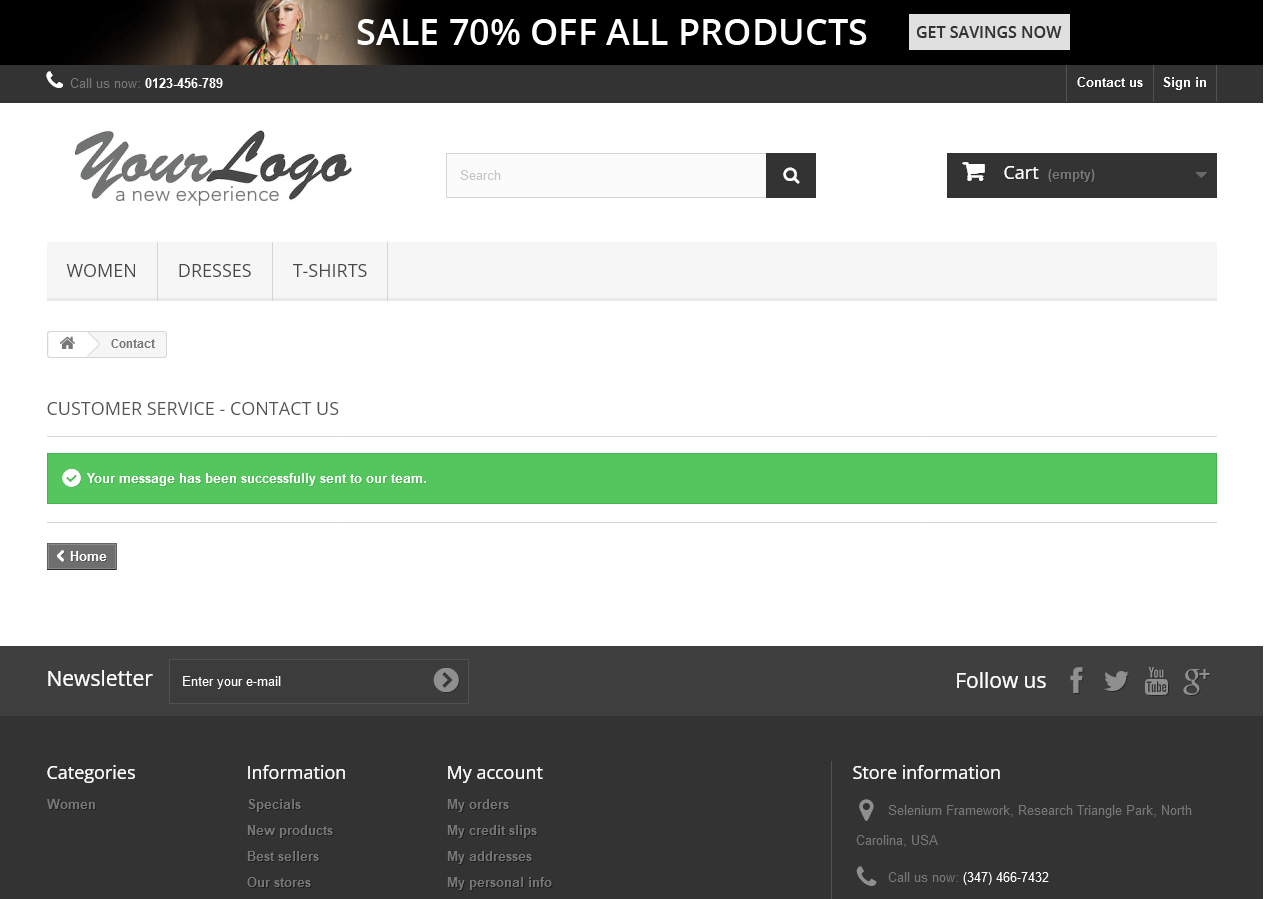 SALE 70% OFF ALL PRODUCTS
GET SAVINGS NOW
Call us now: 0123-456-789
Contact us
Sign in
YourLogo
a new experience
Search
Cart (empty)
WOMEN
DRESSES
T-SHIRTS
Contact
CUSTOMER SERVICE - CONTACT US
Your message has been successfully sent to our team.
Home
Newsletter
Enter your e-mail
Follow us
You
Tube
g+
Categories
Women
Information
Specials
New products
Best sellers
Our stores
My account
My orders
My credit slips
My addresses
My personal info
Store information
Selenium Framework, Research Triangle Park, North
Carolina, USA
Call us now: (347) 466-7432